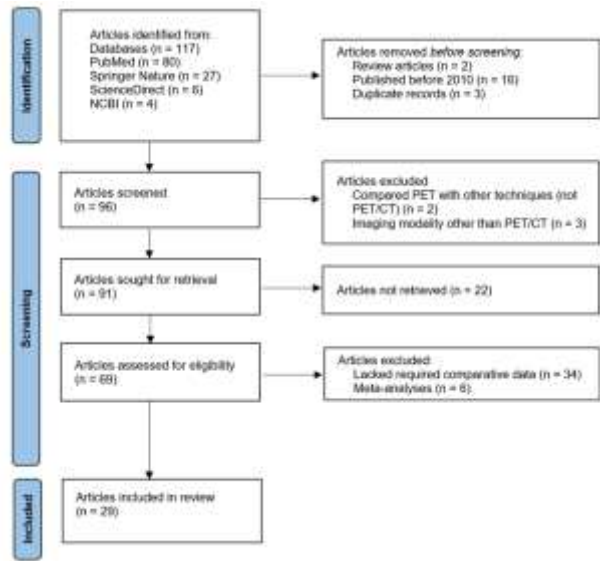 Identification
Articles identified from:
Databases (n = 117)
PubMed (n = 80)
Springer Nature (n = 27)
ScienceDirect (n = 6)
NCBI (n = 4)
Articles removed before screening:
Review articles (n = 2)
Published before 2010 (n = 16)
Duplicate records (n = 3)
Screening
Articles screenest
(n = 96)
Articles excluded
Compared PET with other techniques (not
PET/CT) (n = 2)
Imaging modality other than PET/CT (n = 3)
Articles sought for retrieval
(n = 91)
Articles not retrieved (n = 22)
Articles assessed for eligibility
(n = 69)
Articles excluded:
Lacked required comparative data (n = 34)
Meta-analyses (n = 6)
Included
Articles included in review
(n = 29)